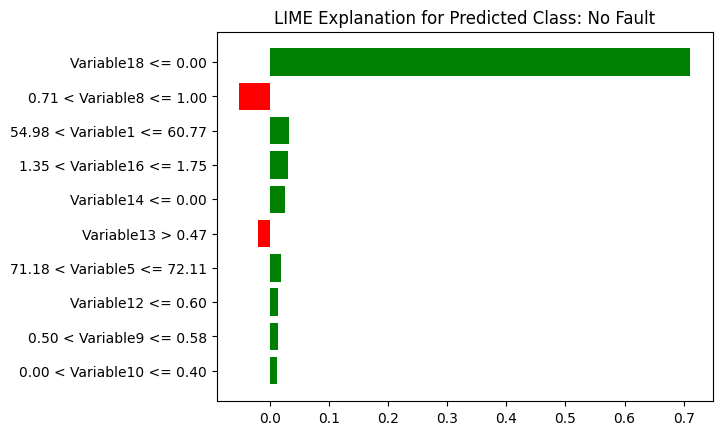 LIME Explanation for Predicted Class: No Fault
Variable18 <= 0.00
0.71 < Variable8 <= 1.00
54.98 < Variable1 <= 60.77
1.35 < Variable16 <= 1.75
Variable14 <= 0.00
Variable13 > 0.47
71.18 < Variable5 <= 72.11
Variable12 <= 0.60
0.50 < Variable9 <= 0.58
0.00 < Variable10 <= 0.40
0.0 0.1 0.2 0.3 0.4 0.5 0.6 0.7